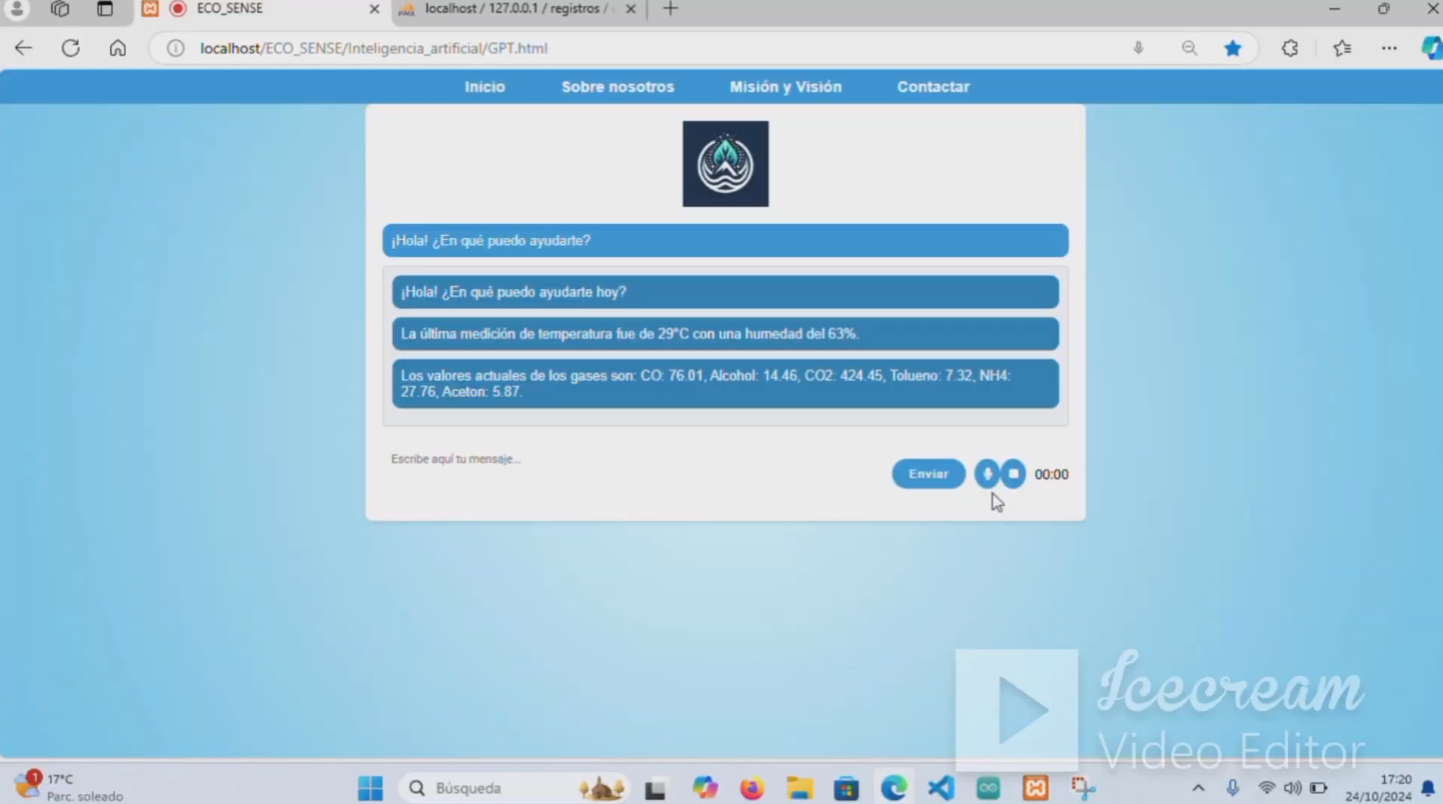 ECO_SENSE
localhost / 127.0.0.1 / registros /
localhost/ECO_SENSE/Inteligencia_artificial/GPT.html
Inicio Sobre nosotros Misión y Visión Contactar
¡Hola! ¿En qué puedo ayudarte?
¡Hola! ¿En qué puedo ayudarte hoy?
La última medición de temperatura fue de 29°C con una humedad del 63%.
Los valores actuales de los gases son: CO: 76.01, Alcohol: 14.46, CO2: 424.45, Tolueno: 7.32, NH4:
27.76, Aceton: 5.87.
Escribe aquí tu mensaje...
Enviar 00:00
Icecream
Video Editor
1 17°C
Parc. soleado
Búsqueda
17:20
24/10/2024